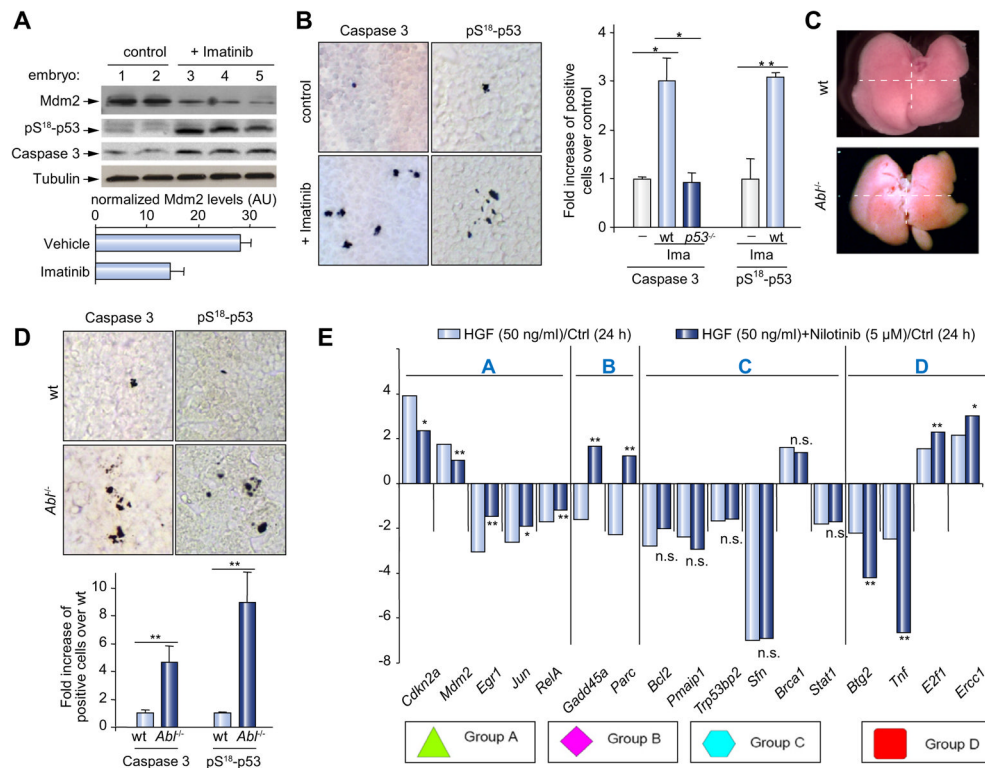 A
control + Imatinib
embryo: 1 2 3 4 5
Mdm2
pS18-p53
Caspase 3
Tubulin
normalized Mdm2 levels (AU)
0 10 20 30
Vehicle
Imatinib
B
Caspase 3 pS18-p53
control
+ Imatinib
Fold increase of positive
cells over control
4
3
2
1
0
* *
* *
– wt p53-/- – wt
Ima Ima
Caspase 3 pS18-p53
C
wt
Abl-/-
D
Caspase 3 pS18-p53
wt
Abl-/-
Fold increase of
positive cells over wt
10
8
6
4
2
0
** **
wt Abl-/- wt Abl-/-
Caspase 3 pS18-p53
E
HGF (50 ng/ml)/Ctrl (24 h) HGF (50 ng/ml)+Nilotinib (5 µM)/Ctrl (24 h)
A B C D
4
2
0
-2
-4
-6
-8
* ** ** * ** ** ** n.s. n.s. n.s. n.s. n.s. ** ** ** *
Cdkn2a Mdm2 Egr1 Jun RelA Gadd45a Parc Bcl2 Pmaip1 Trp53bp2 Sfn Brca1 Stat1 Btg2 Tnf E2f1 Ercc1
Group A Group B Group C Group D